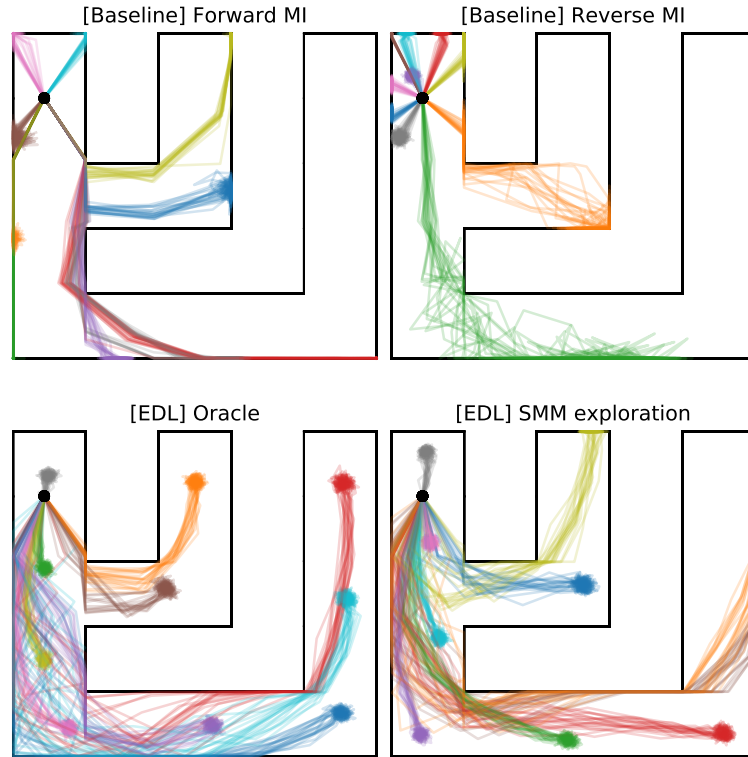 [Baseline] Forward MI
[Baseline] Reverse MI
[EDL] Oracle
[EDL] SMM exploration